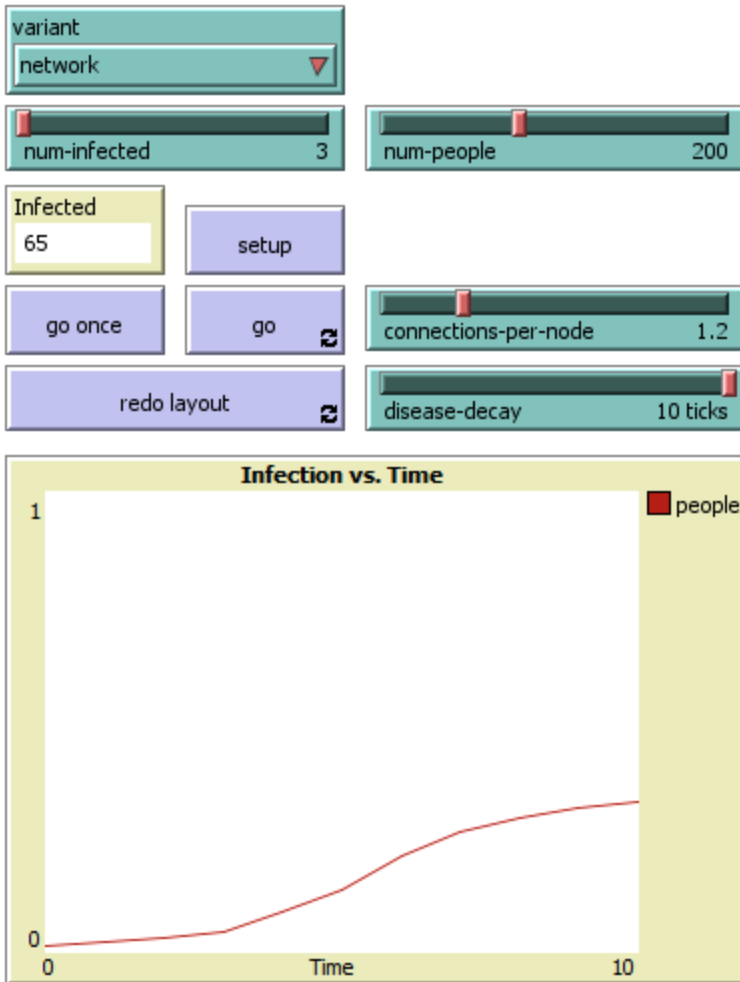 variant
network
num-infected 3
num-people 200
Infected
65
setup
go once
go
connections-per-node 1.2
redo layout
disease-decay 10 ticks
Infection vs. Time
1
people
0
0 Time 10